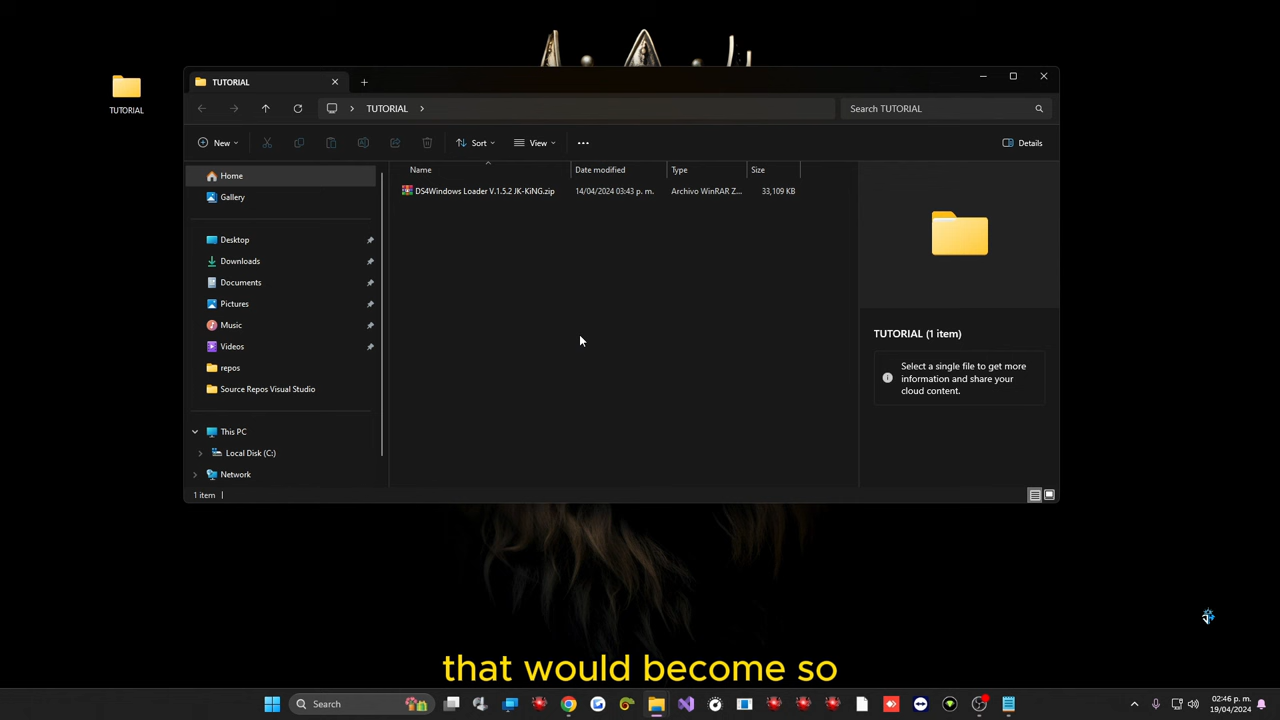 TUTORIAL
TUTORIAL
TUTORIAL
Search TUTORIAL
New
Sort
View
Details
Home
Gallery
Desktop
Downloads
Documents
Pictures
Music
Videos
repos
Source Repos Visual Studio
This PC
Local Disk (C:)
Network
Name
Date modified
Type
Size
DS4Windows Loader V.1.5.2 JK-KiNG.zip
14/04/2024 03:43 p. m.
Archivo WinRAR Z...
33,109 KB
TUTORIAL (1 item)
Select a single file to get more
information and share your
cloud content.
1 item
that would become so
Search
02:46 p. m.
19/04/2024